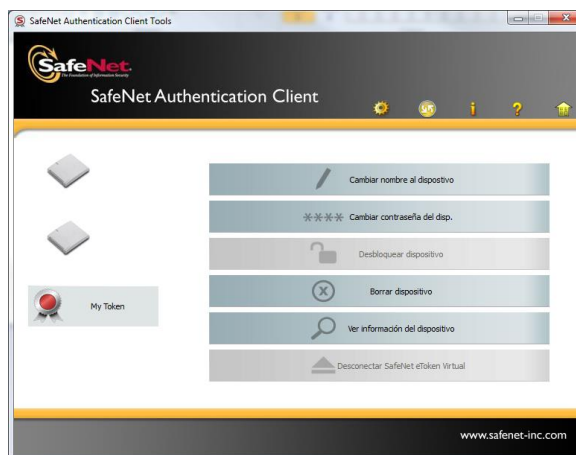 SafeNet Authentication Client Tools
SafeNet.
The Foundation of Information Security
SafeNet Authentication Client
Cambiar nombre al dispostivo
**** Cambiar contraseña del disp.
Desbloquear dispositivo
Borrar dispositivo
My Token
Ver información del dispositivo
Desconectar SafeNet eToken Virtual
www.safenet-inc.com